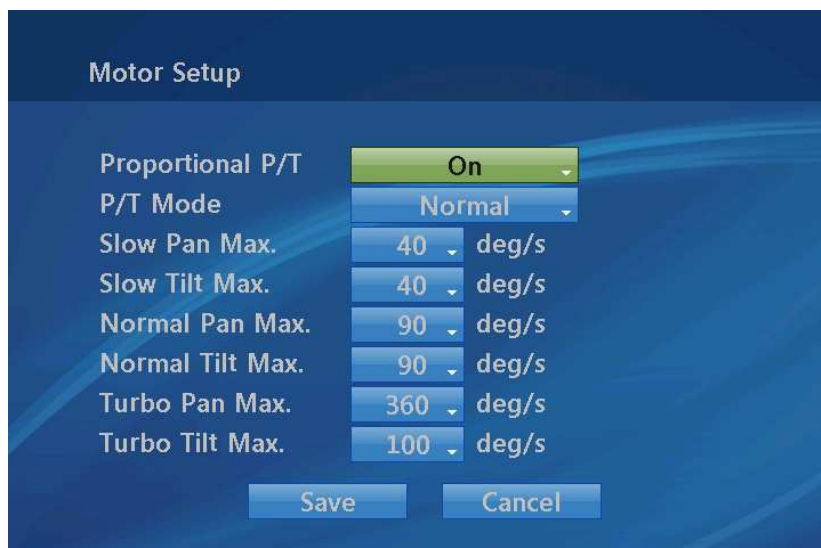 Motor Setup
Proportional P/T On
P/T Mode Normal
Slow Pan Max. 40 deg/s
Slow Tilt Max. 40 deg/s
Normal Pan Max. 90 deg/s
Normal Tilt Max. 90 deg/s
Turbo Pan Max. 360 deg/s
Turbo Tilt Max. 100 deg/s
Save Cancel